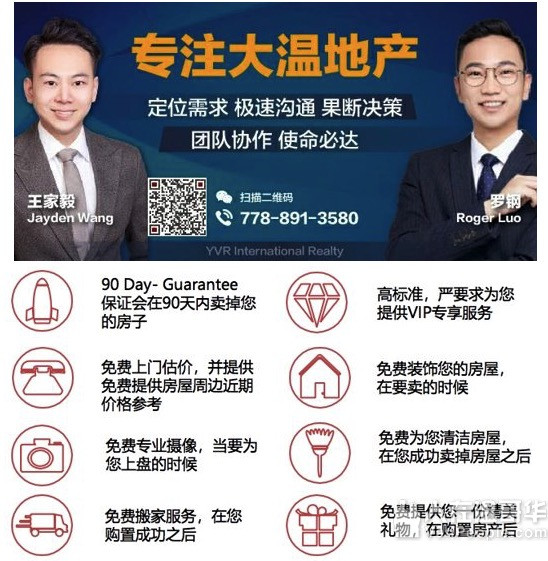 专注大温地产
定位需求 极速沟通 果断决策
团队协作 使命必达
王家毅
Jayden Wang
扫描二维码
778-891-3580
罗钢
Roger Luo
YVR International Realty
90 Day- Guarantee
保证会在90天内卖掉您
的房子
高标准，严要求为您
提供VIP专享服务
免费上门估价，并提供
免费提供房屋周边近期
价格参考
免费装饰您的房屋，
在要卖的时候
免费专业摄像，当要为
您上盘的时候
免费为您清洁房屋，
在您成功卖掉房屋之后
免费搬家服务，在您
购置成功之后
免费提供您一份精美
礼物，在购置房产后